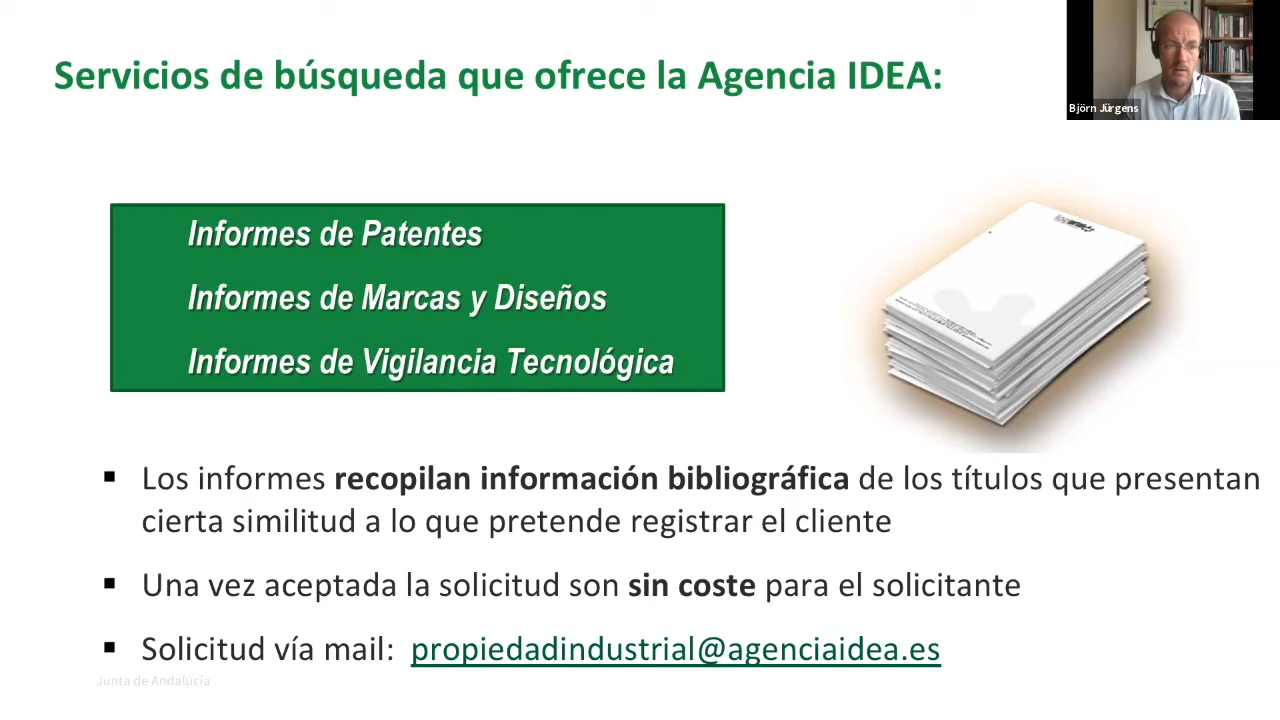 Servicios de búsqueda que ofrece la Agencia IDEA:
Björn Jürgens
Informes de Patentes
Informes de Marcas y Diseños
Informes de Vigilancia Tecnológica
Los informes recopilan información bibliográfica de los títulos que presentan
cierta similitud a lo que pretende registrar el cliente
Una vez aceptada la solicitud son sin coste para el solicitante
Solicitud vía mail: propiedadindustrial@agenciaidea.es
Junta de Andalucía